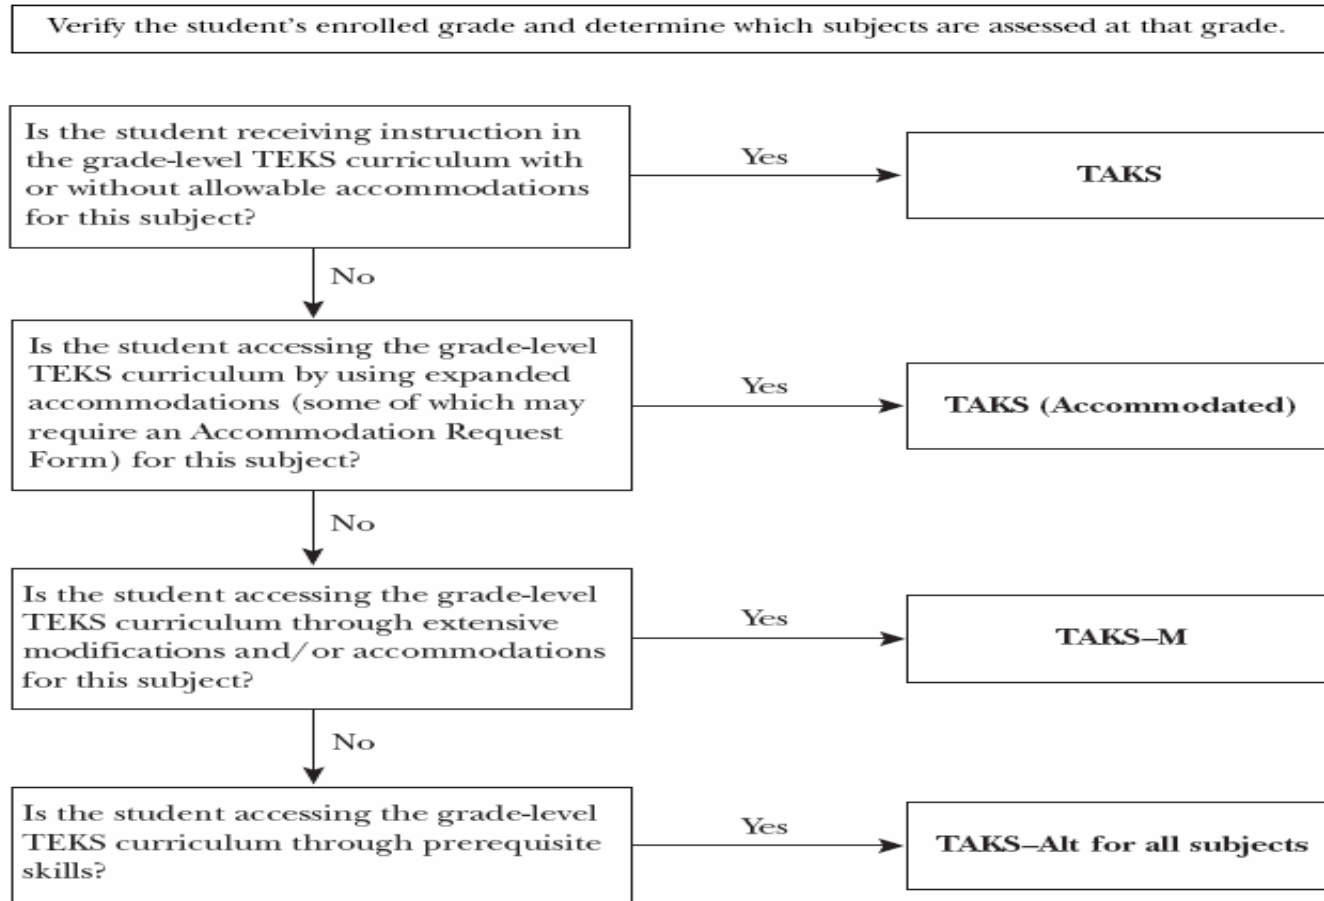 Verify the student's enrolled grade and determine which subjects are assessed at that grade.
Is the student receiving instruction in
the grade-level TEKS curriculum with
or without allowable accommodations
for this subject?
Yes
TAKS
No
Is the student accessing the grade-level
TEKS curriculum by using expanded
accommodations (some of which may
require an Accommodation Request
Form) for this subject?
Yes
TAKS (Accommodated)
No
Is the student accessing the grade-level
TEKS curriculum through extensive
modifications and/or accommodations
for this subject?
Yes
TAKS–M
No
Is the student accessing the grade-level
TEKS curriculum through prerequisite
skills?
Yes
TAKS–Alt for all subjects